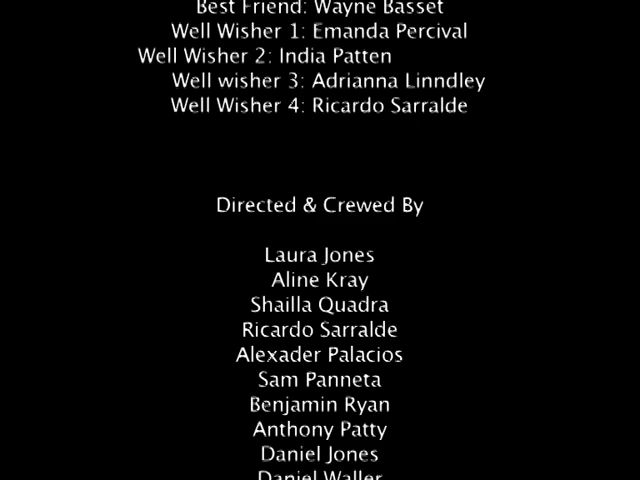 Best Friend: Wayne Basset
Well Wisher 1: Emanda Percival
Well Wisher 2: India Patten
Well wisher 3: Adrianna Linndley
Well Wisher 4: Ricardo Sarralde
Directed & Crewed By
Laura Jones
Aline Kray
Shailla Quadra
Ricardo Sarralde
Alexader Palacios
Sam Panneta
Benjamin Ryan
Anthony Patty
Daniel Jones
Daniel Waller